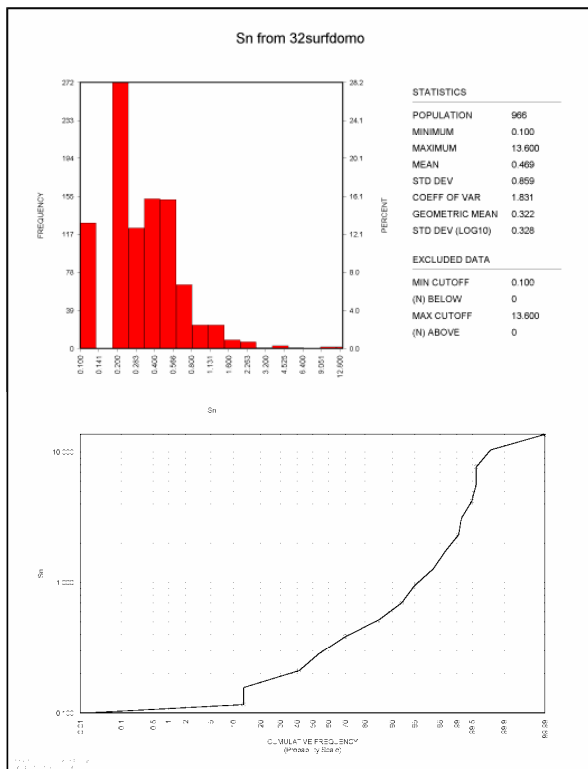 Sn from 32surfdomo
STATISTICS
POPULATION 966
MINIMUM 0.100
MAXIMUM 13.600
MEAN 0.469
STD DEV 0.859
COEFF OF VAR 1.831
GEOMETRIC MEAN 0.322
STD DEV (LOG10) 0.328
EXCLUDED DATA
MIN CUTOFF 0.100
(N) BELOW 0
MAX CUTOFF 13.600
(N) ABOVE 0
FREQUENCY
272
233
194
155
117
78
39
0
PERCENT
28.2
24.1
20.1
16.1
12.1
8.0
4.0
0.0
0.100 0.141 0.200 0.283 0.400 0.566 0.800 1.131 1.600 2.263 3.200 4.525 6.400 9.051 12.800
Sn
Sn
10.000
1.000
0.100
0.01 0.1 0.5 1 2 5 10 20 30 40 50 60 70 80 90 95 98 99 99.5 99.9 99.99
CUMULATIVE FREQUENCY
(Probability Scale)